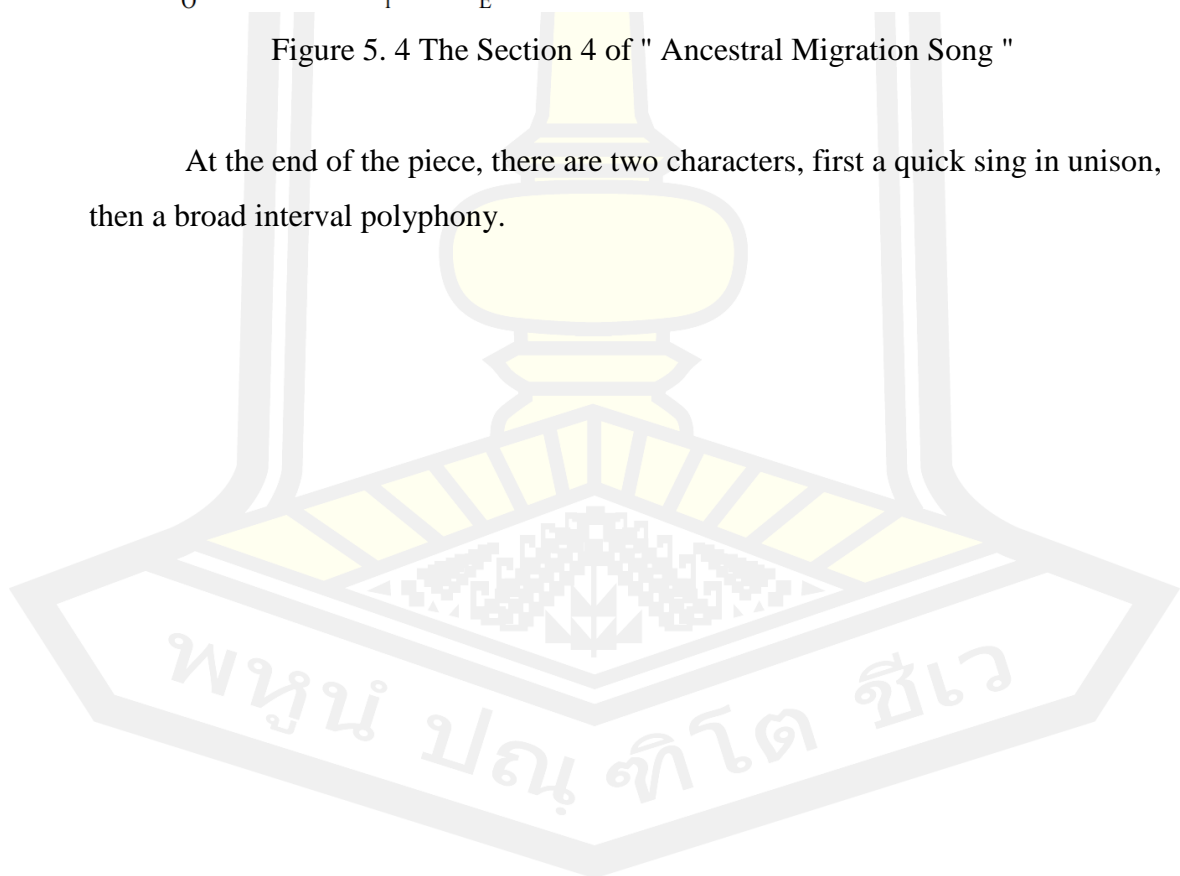 O I E
Figure 5. 4 The Section 4 of " Ancestral Migration Song "
At the end of the piece, there are two characters, first a quick sing in unison,
then a broad interval polyphony.
พหูนํ ปณฺฑิโต ชีเว